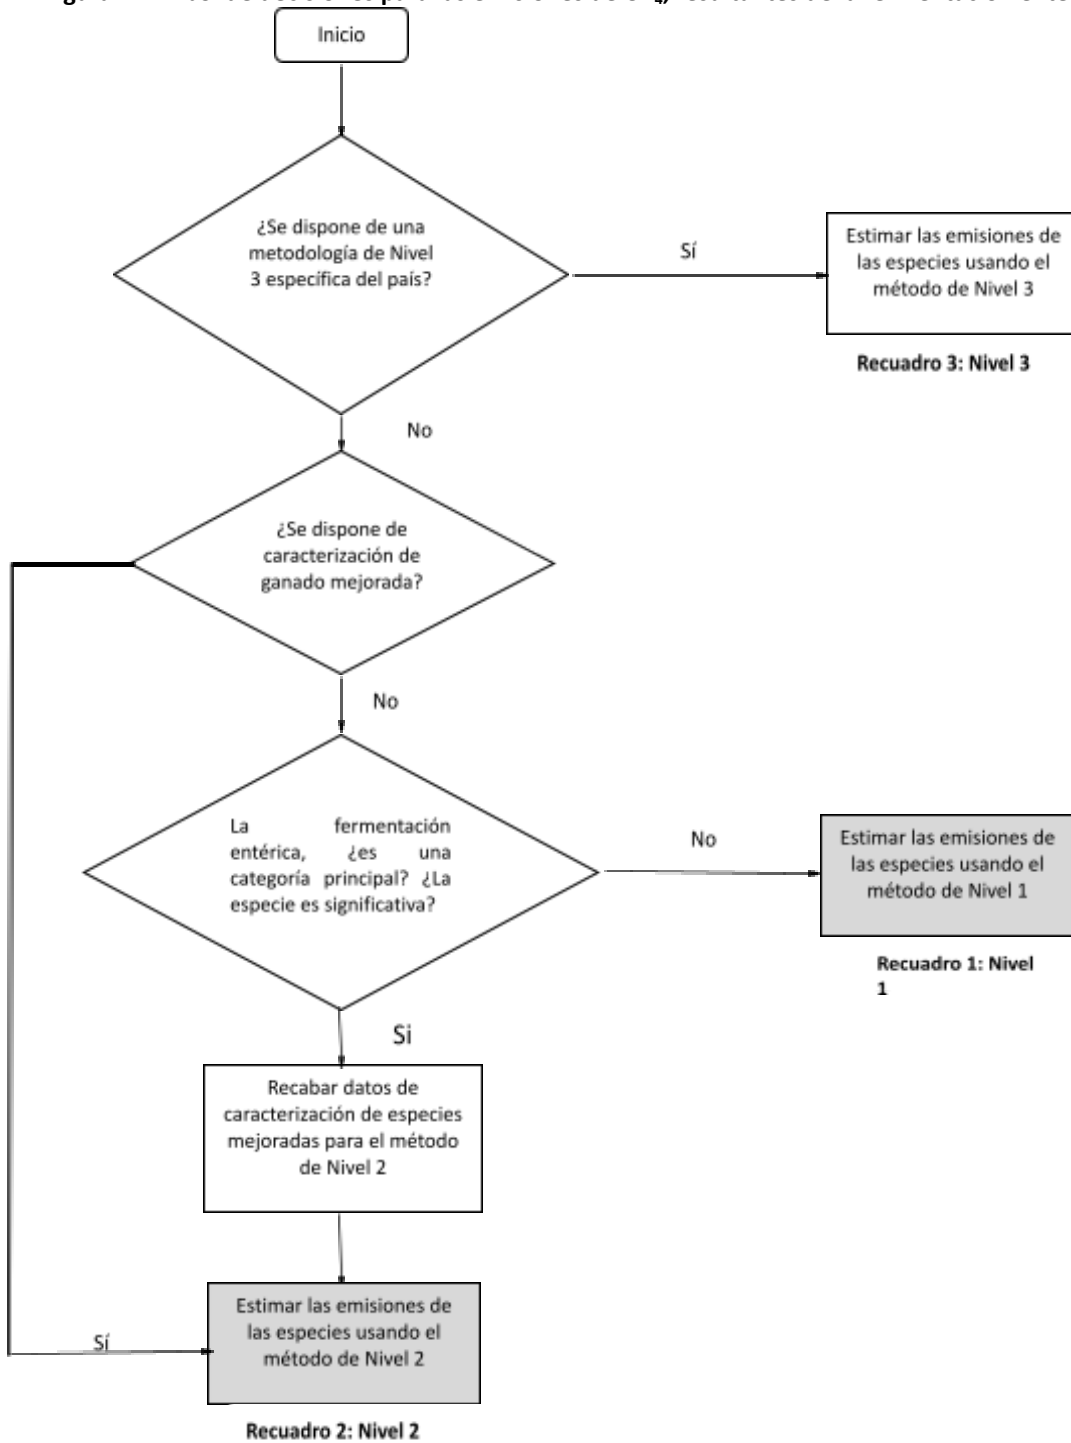 Inicio
¿Se dispone de una
metodología de Nivel
3 específica del país?
Sí
Estimar las emisiones de
las especies usando el
método de Nivel 3
Recuadro 3: Nivel 3
No
¿Se dispone de
caracterización de
ganado mejorada?
No
La fermentación
entérica, ¿es una
categoría principal? ¿La
especie es significativa?
No
Estimar las emisiones de
las especies usando el
método de Nivel 1
Recuadro 1: Nivel
1
Si
Recabar datos de
caracterización de especies
mejoradas para el método
de Nivel 2
Estimar las emisiones de
las especies usando el
método de Nivel 2
Sí
Recuadro 2: Nivel 2